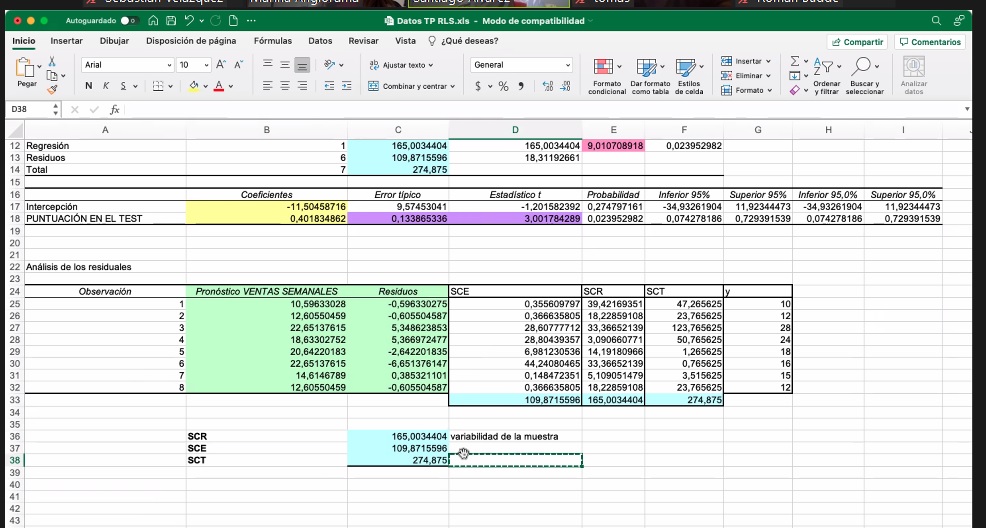 Santiago Alvarez
tomas
Autoguardado
Datos TP RLS.xls - Modo de compatibilidad
Inicio Insertar Dibujar Disposición de página Fórmulas Datos Revisar Vista ¿Qué deseas?
Compartir Comentarios
Pegar
Arial 10
Ajustar texto
General
Combinar y centrar
N K S
Formato condicional
Dar formato como tabla
Estilos de celda
Insertar
Eliminar
Formato
Ordenar y filtrar
Buscar y seleccionar
Analizar datos
D38 fx
A B C D E F G H I
12 Regresión 1 165,0034404 165,0034404 9,010708918 0,023952982
13 Residuos 6 109,8715596 18,31192661
14 Total 7 274,875
15
16 Coeficientes Error típico Estadístico t Probabilidad Inferior 95% Superior 95% Inferior 95,0% Superior 95,0%
17 Intercepción -11,50458716 9,57453041 -1,201582392 0,274797161 -34,93261904 11,92344473 -34,93261904 11,92344473
18 PUNTUACIÓN EN EL TEST 0,401834862 0,133865336 3,001784289 0,023952982 0,074278186 0,729391539 0,074278186 0,729391539
19
20
21
22 Análisis de los residuales
23
24 Observación Pronóstico VENTAS SEMANALES Residuos SCE SCR SCT y
25 1 10,59633028 -0,596330275 0,355609797 39,42169351 47,265625 10
26 2 12,60550459 -0,605504587 0,366635805 18,22859108 23,765625 12
27 3 22,65137615 5,348623853 28,60777712 33,36652139 123,765625 28
28 4 18,63302752 5,366972477 28,80439357 3,090660771 50,765625 24
29 5 20,64220183 -2,642201835 6,981230536 14,19180966 1,265625 18
30 6 22,65137615 -6,651376147 44,24080465 33,36652139 0,765625 16
31 7 14,6146789 0,385321101 0,148472351 5,109051479 3,515625 15
32 8 12,60550459 -0,605504587 0,366635805 18,22859108 23,765625 12
33 109,8715596 165,0034404 274,875
34
35
36 SCR 165,0034404 variabilidad de la muestra
37 SCE 109,8715596
38 SCT 274,875
39
40
41
42
43